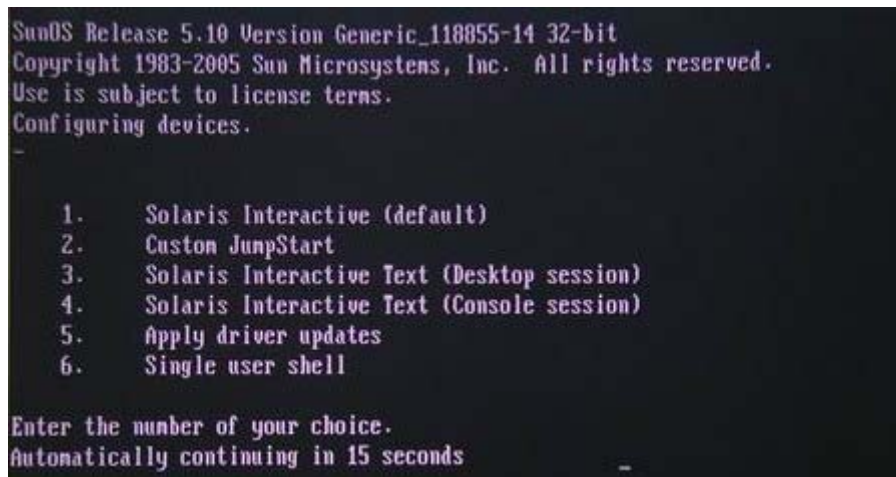 SunOS Release 5.10 Version Generic_118855-14 32-bit
Copyright 1983-2005 Sun Microsystems, Inc.  All rights reserved.
Use is subject to license terms.
Configuring devices.
1.  Solaris Interactive (default)
2.  Custom JumpStart
3.  Solaris Interactive Text (Desktop session)
4.  Solaris Interactive Text (Console session)
5.  Apply driver updates
6.  Single user shell
Enter the number of your choice.
Automatically continuing in 15 seconds